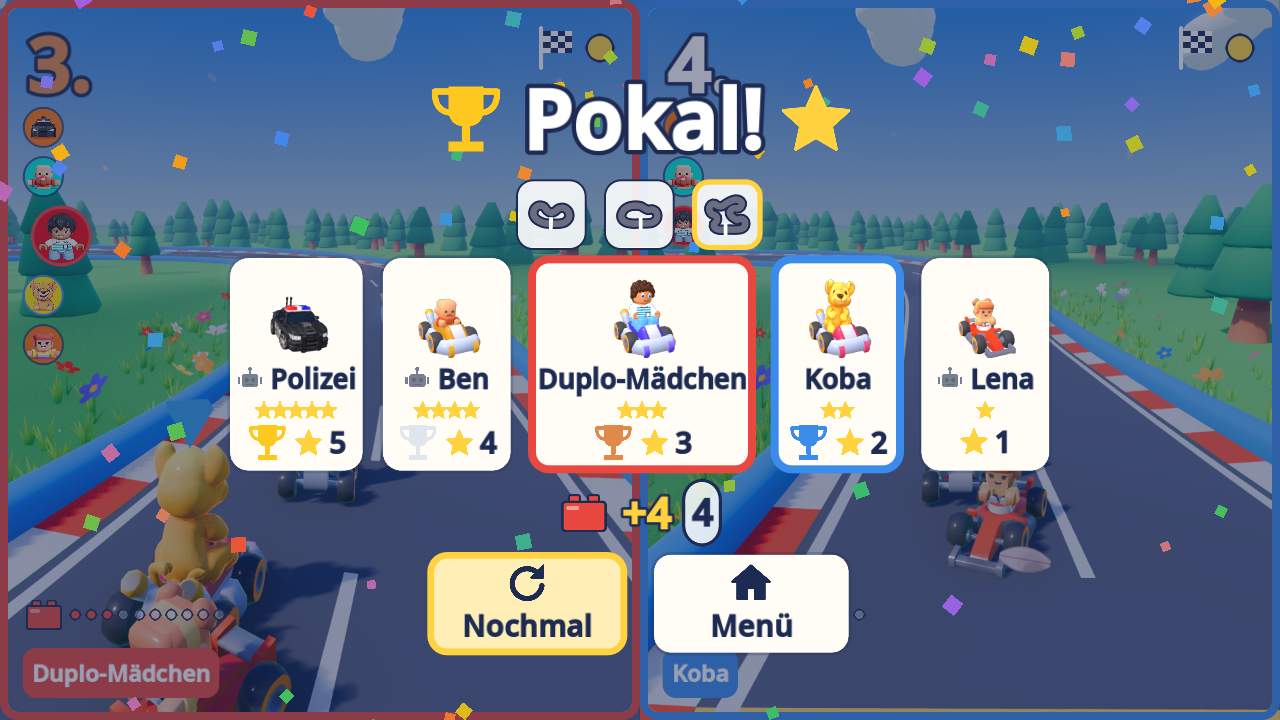 3.
4.
Pokal!
Polizei
5
Ben
4
Duplo-Mädchen
3
Koba
2
Lena
1
+4 4
Nochmal
Menü
Duplo-Mädchen
Koba